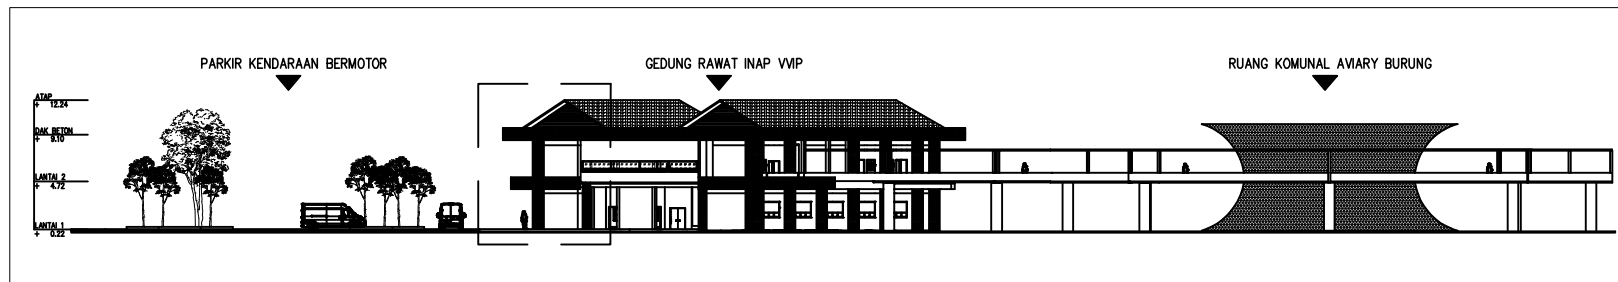 PARKIR KENDARAAN BERMOTOR
GEDUNG RAWAT INAP VVIP
RUANG KOMUNAL AVIARY BURUNG
ATAP
+ 12.24
DAK BETON
+ 9.10
LANTAI 2
+ 4.72
LANTAI 1
+ 0.22